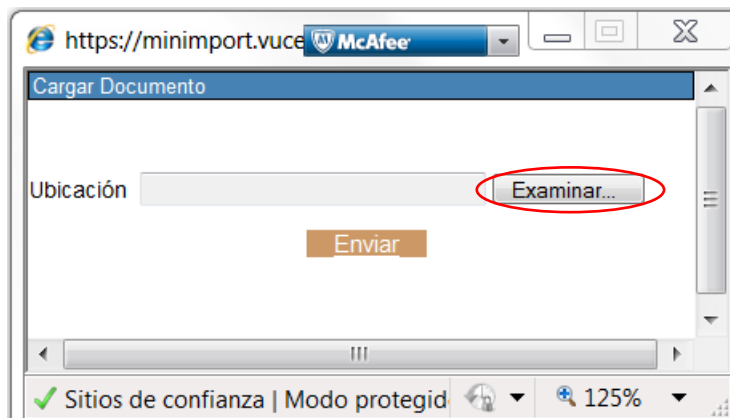 https://minimport.vuce McAfee
Cargar Documento
Ubicación Examinar...
Enviar
Sitios de confianza | Modo protegid 125%